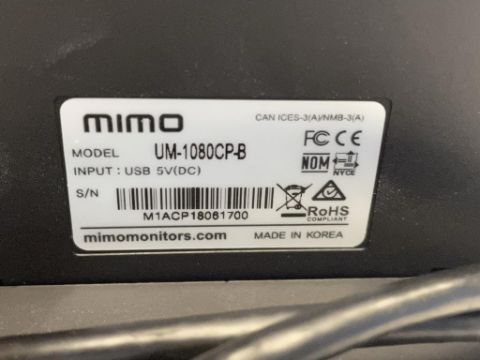 mimo
CAN ICES-3(A)/NMB-3(A)
MODEL UM-1080CP-B
FC CE
INPUT : USB 5V(DC)
NOM NYCE
S/N
M1ACP18061700
RoHS
COMPLIANT
mimomonitors.com MADE IN KOREA